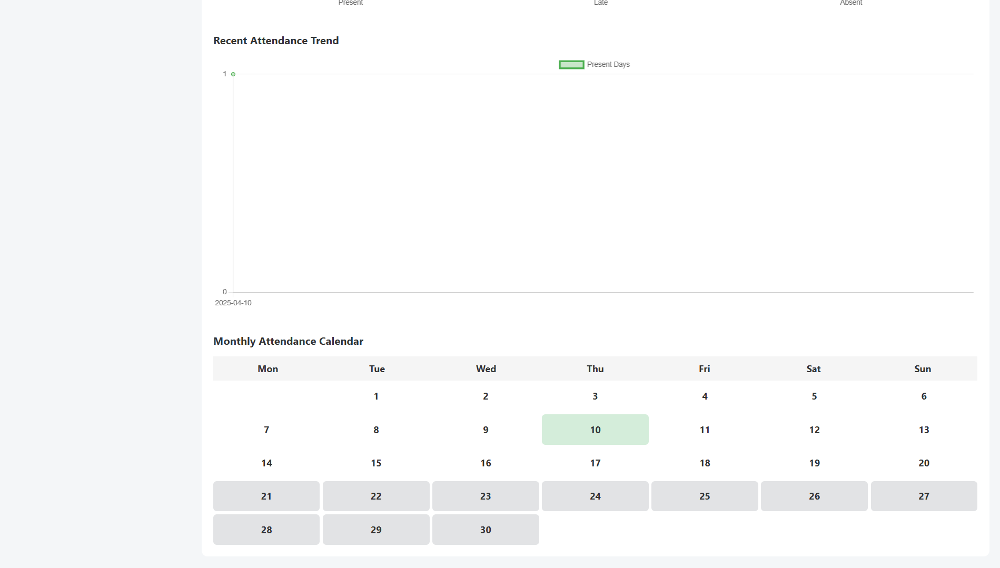 Present Late Absent
Recent Attendance Trend
Present Days
1
0
2025-04-10
Monthly Attendance Calendar
Mon Tue Wed Thu Fri Sat Sun
1 2 3 4 5 6
7 8 9 10 11 12 13
14 15 16 17 18 19 20
21 22 23 24 25 26 27
28 29 30